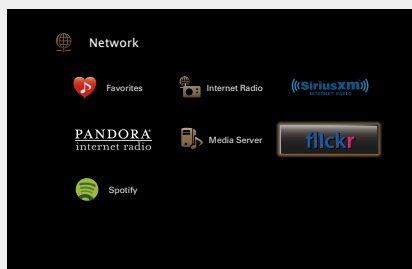 Network
Favorites
Internet Radio
((SiriusXM))
INTERNET RADIO
PANDORA®
internet radio
Media Server
flickr
Spotify